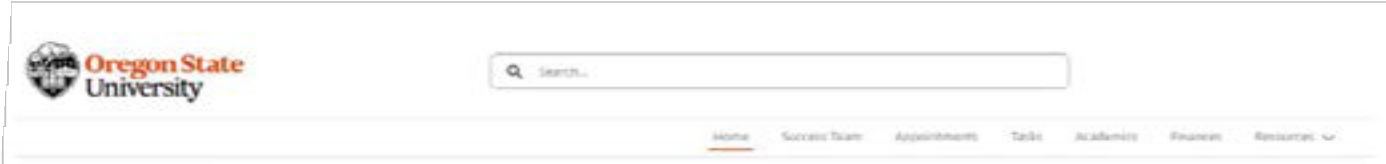 Oregon State
University
Search...
Home Success Team Appointments Tasks Academics Finances Resources